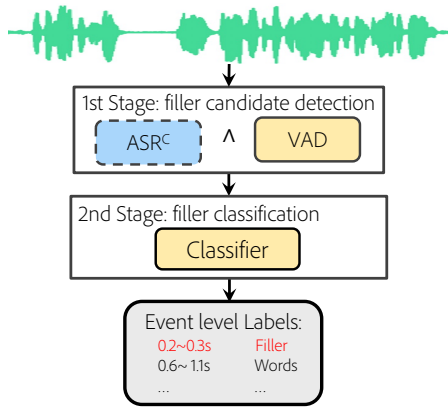 1st Stage: filler candidate detection
ASRᶜ ∧ VAD
2nd Stage: filler classification
Classifier
Event level Labels:
0.2~0.3s Filler
0.6~ 1.1s Words
... ...